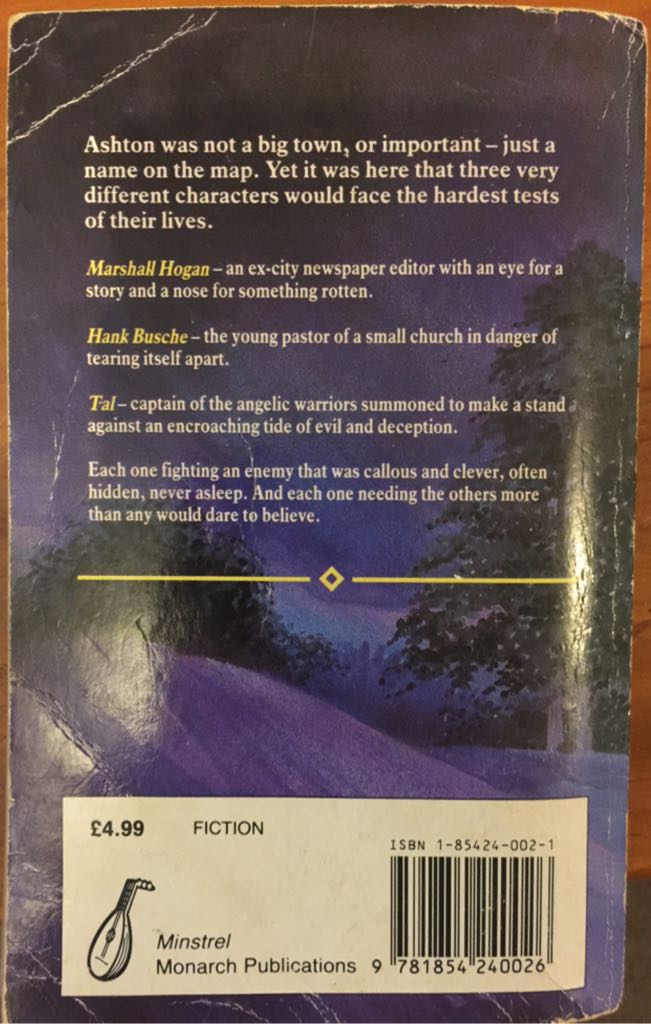 Ashton was not a big town, or important – just a
name on the map. Yet it was here that three very
different characters would face the hardest tests
of their lives.
Marshall Hogan – an ex-city newspaper editor with an eye for a
story and a nose for something rotten.
Hank Busche – the young pastor of a small church in danger of
tearing itself apart.
Tal – captain of the angelic warriors summoned to make a stand
against an encroaching tide of evil and deception.
Each one fighting an enemy that was callous and clever, often
hidden, never asleep. And each one needing the others more
than any would dare to believe.
£4.99 FICTION
ISBN 1-85424-002-1
Minstrel
Monarch Publications
9 781854 240026